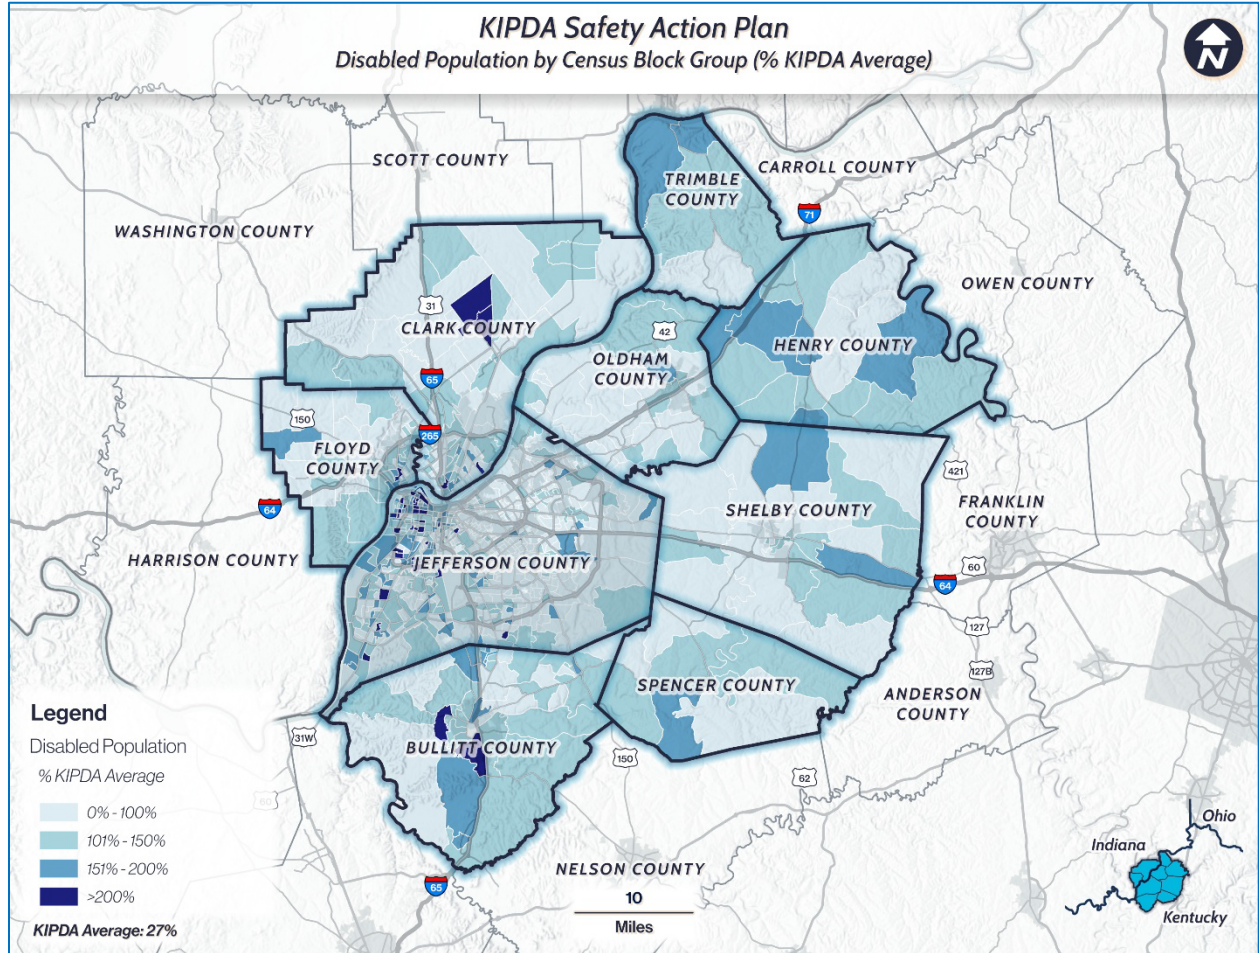 KIPDA Safety Action Plan
Disabled Population by Census Block Group (% KIPDA Average)
N
SCOTT COUNTY
CARROLL COUNTY
TRIMBLE
COUNTY
71
WASHINGTON COUNTY
OWEN COUNTY
31
CLARK COUNTY
42
HENRY COUNTY
OLDHAM
COUNTY
65
150
265
FLOYD
COUNTY
421
64
SHELBY COUNTY
FRANKLIN
COUNTY
HARRISON COUNTY
JEFFERSON COUNTY
60
64
127
127B
SPENCER COUNTY
ANDERSON
COUNTY
31W
BULLITT COUNTY
150
62
60
NELSON COUNTY
65
10
Miles
Legend
Disabled Population
% KIPDA Average
0% - 100%
101% - 150%
151% - 200%
>200%
KIPDA Average: 27%
Ohio
Indiana
Kentucky